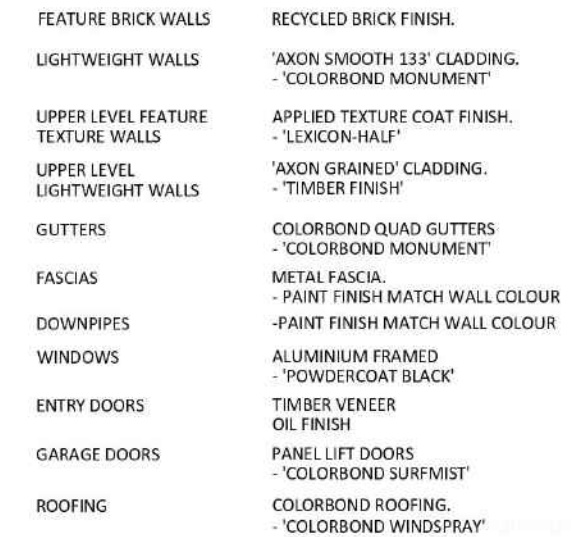 FEATURE BRICK WALLS RECYCLED BRICK FINISH.
LIGHTWEIGHT WALLS 'AXON SMOOTH 133' CLADDING.
- 'COLORBOND MONUMENT'
UPPER LEVEL FEATURE APPLIED TEXTURE COAT FINISH.
TEXTURE WALLS - 'LEXICON-HALF'
UPPER LEVEL 'AXON GRAINED' CLADDING.
LIGHTWEIGHT WALLS - 'TIMBER FINISH'
GUTTERS COLORBOND QUAD GUTTERS
- 'COLORBOND MONUMENT'
FASCIAS METAL FASCIA.
- PAINT FINISH MATCH WALL COLOUR
DOWNPIPES -PAINT FINISH MATCH WALL COLOUR
WINDOWS ALUMINIUM FRAMED
- 'POWDERCOAT BLACK'
ENTRY DOORS TIMBER VENEER
OIL FINISH
GARAGE DOORS PANEL LIFT DOORS
- 'COLORBOND SURFMIST'
ROOFING COLORBOND ROOFING.
- 'COLORBOND WINDSPRAY'